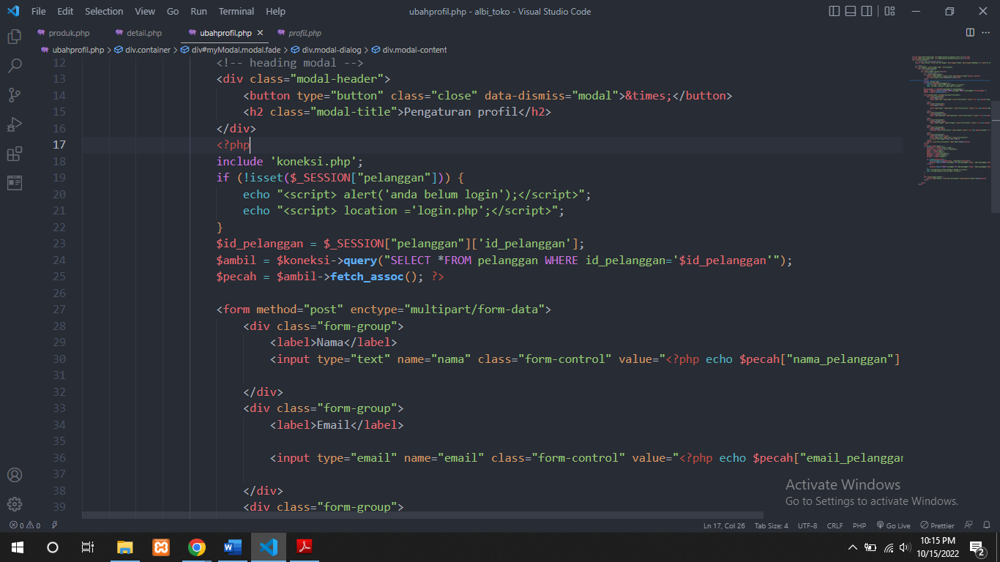 File Edit Selection View Go Run Terminal Help ubahprofil.php - albi_toko - Visual Studio Code
produk.php detail.php ubahprofil.php profil.php
ubahprofil.php > div.container > div#myModal.modal.fade > div.modal-dialog > div.modal-content
12 <!-- heading modal -->
13 <div class="modal-header">
14 <button type="button" class="close" data-dismiss="modal">&times;</button>
15 <h2 class="modal-title">Pengaturan profil</h2>
16 </div>
17 <?php
18 include 'koneksi.php';
19 if (!isset($_SESSION["pelanggan"])) {
20 echo "<script> alert('anda belum login');</script>";
21 echo "<script> location ='login.php';</script>";
22 }
23 $id_pelanggan = $_SESSION["pelanggan"]['id_pelanggan'];
24 $ambil = $koneksi->query("SELECT *FROM pelanggan WHERE id_pelanggan='$id_pelanggan'");
25 $pecah = $ambil->fetch_assoc(); ?>
26
27 <form method="post" enctype="multipart/form-data">
28 <div class="form-group">
29 <label>Nama</label>
30 <input type="text" name="nama" class="form-control" value="<?php echo $pecah["nama_pelanggan"]
31
32 </div>
33 <div class="form-group">
34 <label>Email</label>
35
36 <input type="email" name="email" class="form-control" value="<?php echo $pecah["email_pelanggan
37
38 </div>
39 <div class="form-group">
Activate Windows
Go to Settings to activate Windows.
0 0 Ln 17, Col 26 Tab Size: 4 UTF-8 CRLF PHP Go Live Prettier
10:15 PM
10/15/2022
2